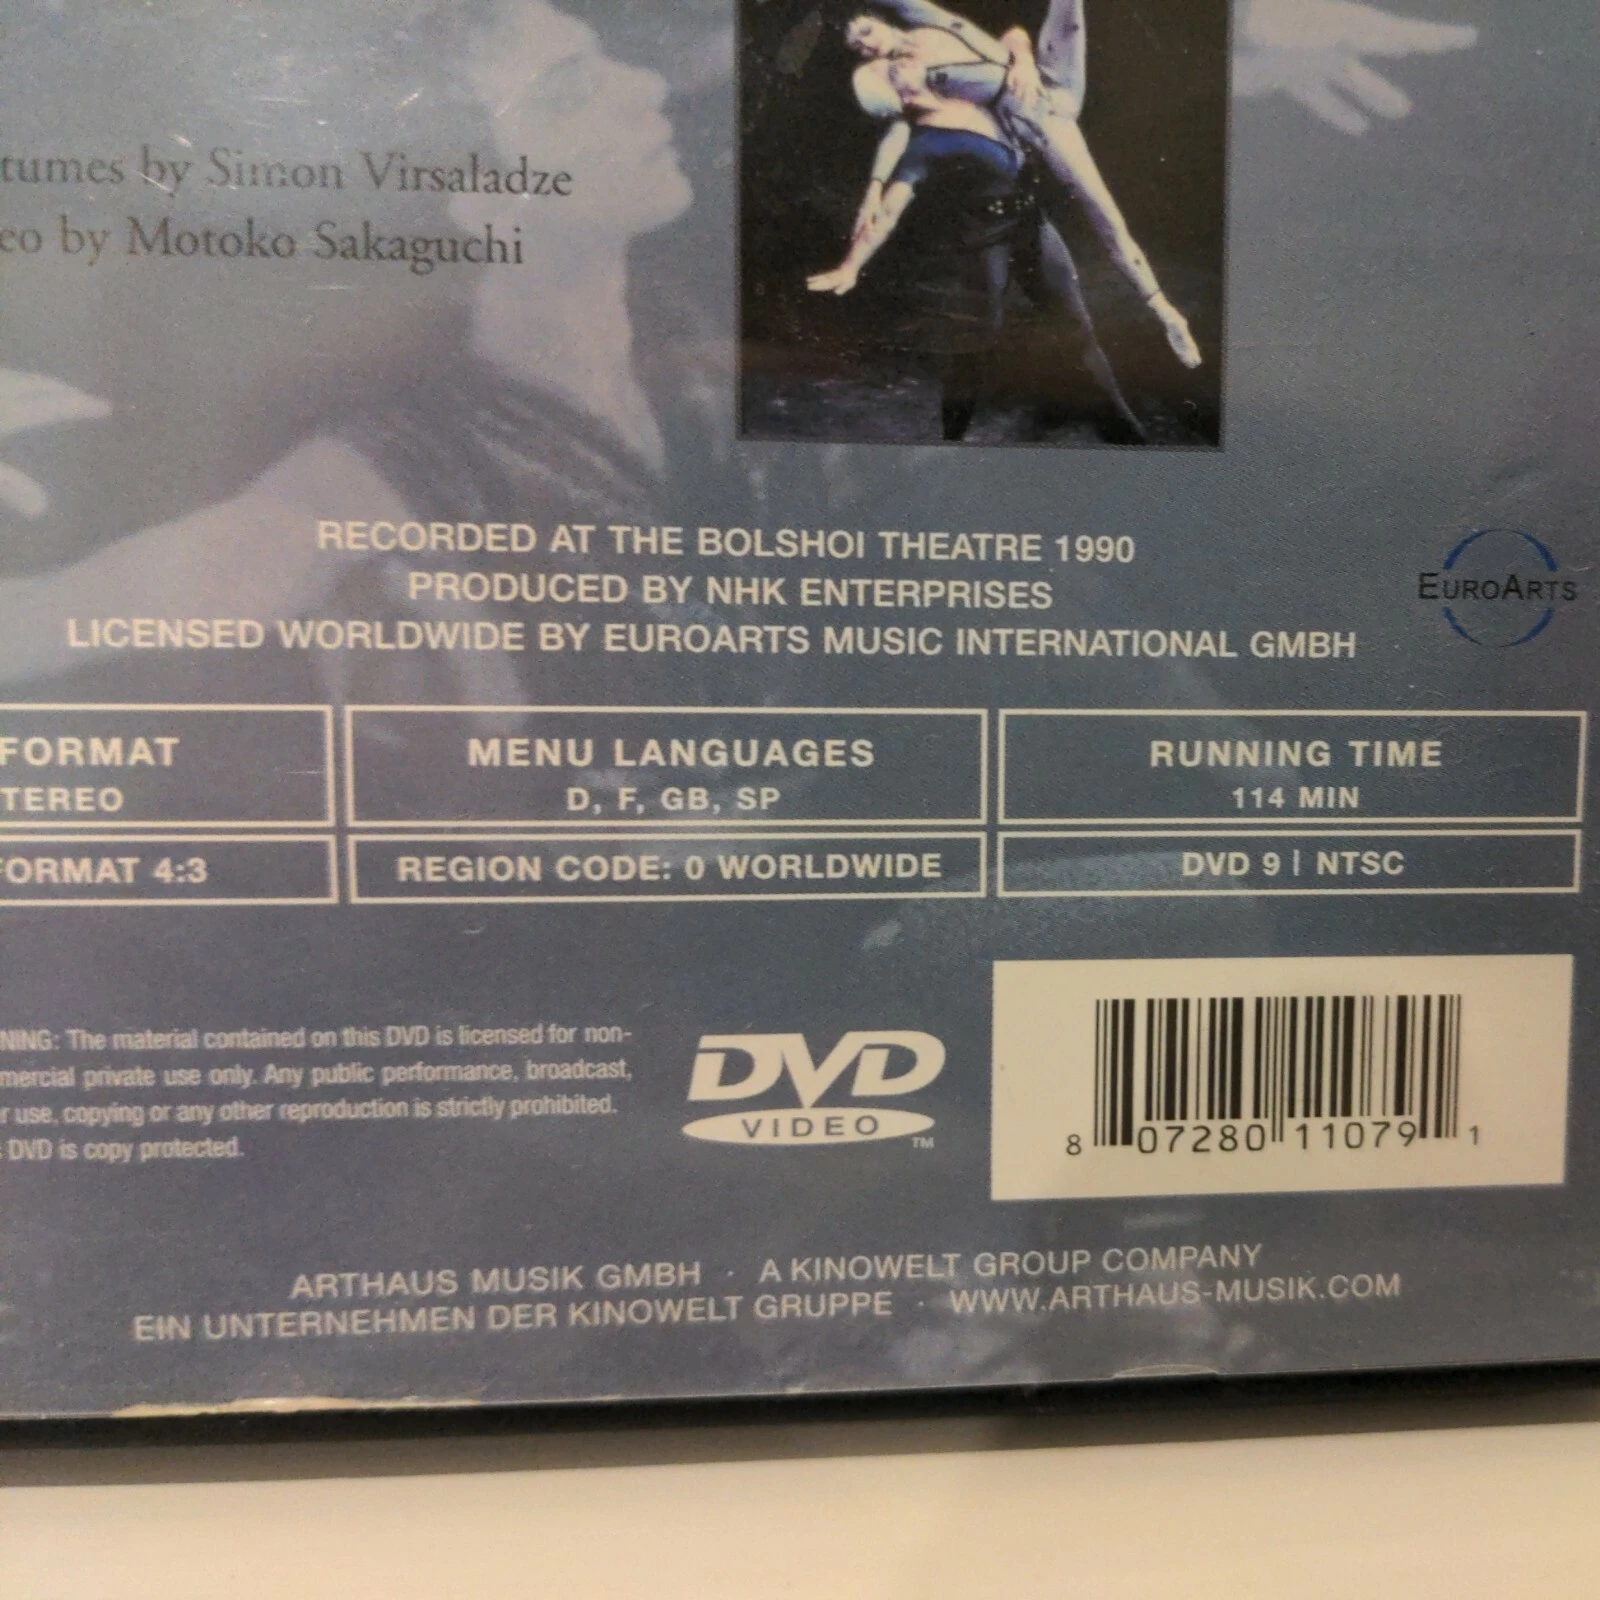 tumes by Simon Virsaladze
eo by Motoko Sakaguchi
RECORDED AT THE BOLSHOI THEATRE 1990
PRODUCED BY NHK ENTERPRISES
LICENSED WORLDWIDE BY EUROARTS MUSIC INTERNATIONAL GMBH
EUROARTS
FORMAT
TEREO
MENU LANGUAGES
D, F, GB, SP
RUNNING TIME
114 MIN
FORMAT 4:3
REGION CODE: 0 WORLDWIDE
DVD 9 | NTSC
NING: The material contained on this DVD is licensed for non-
mercial private use only. Any public performance, broadcast,
r use, copying or any other reproduction is strictly prohibited.
s DVD is copy protected.
DVD
VIDEO
TM
8 07280 11079 1
ARTHAUS MUSIK GMBH · A KINOWELT GROUP COMPANY
EIN UNTERNEHMEN DER KINOWELT GRUPPE · WWW.ARTHAUS-MUSIK.COM